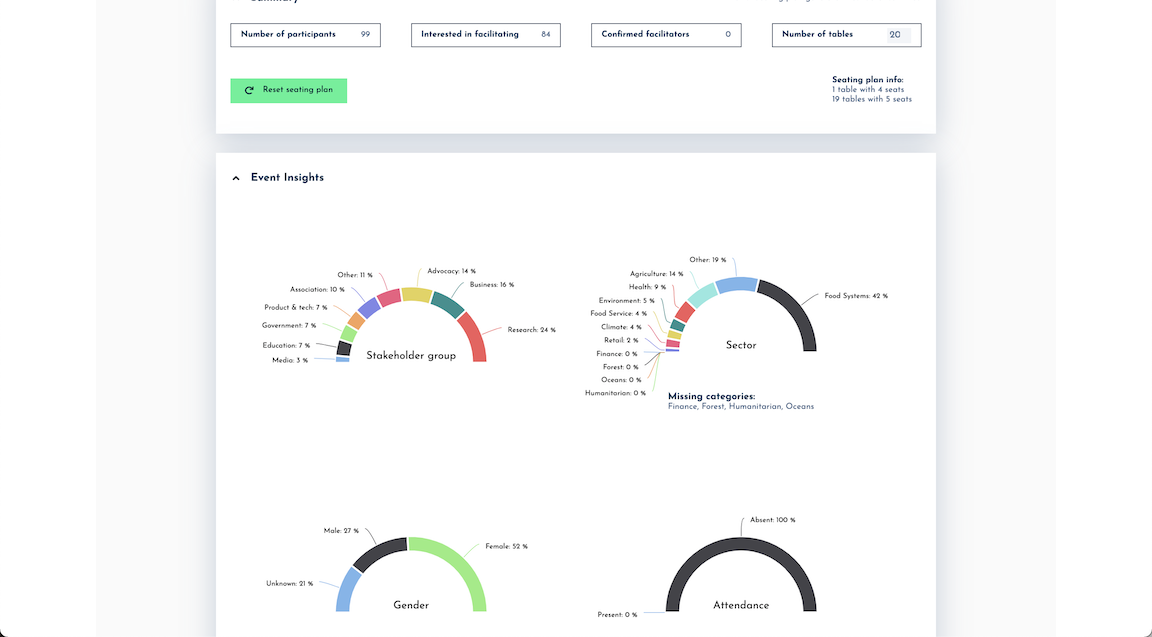 Number of participants 99
Interested in facilitating 84
Confirmed facilitators 0
Number of tables 20
Reset seating plan
Seating plan info:
1 table with 4 seats
19 tables with 5 seats
Event Insights
Other: 11 %
Advocacy: 14 %
Association: 10 %
Business: 16 %
Product & tech: 7 %
Government: 7 %
Research: 24 %
Education: 7 %
Media: 3 %
Stakeholder group
Other: 19 %
Agriculture: 14 %
Health: 9 %
Food Systems: 42 %
Environment: 5 %
Food Service: 4 %
Climate: 4 %
Retail: 2 %
Finance: 0 %
Forest: 0 %
Oceans: 0 %
Humanitarian: 0 %
Sector
Missing categories:
Finance, Forest, Humanitarian, Oceans
Male: 27 %
Female: 52 %
Unknown: 21 %
Gender
Absent: 100 %
Present: 0 %
Attendance